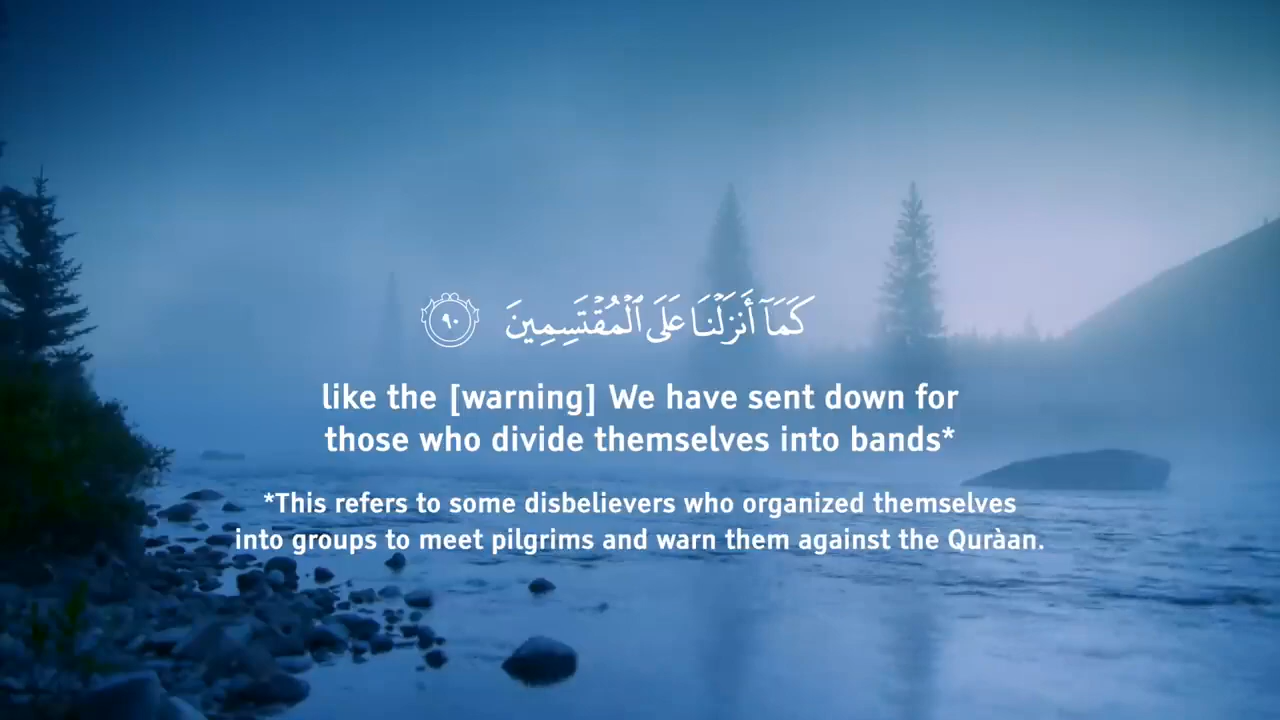 كَمَآ أَنزَلْنَا عَلَى ٱلْمُقْتَسِمِينَ ٩٠
like the [warning] We have sent down for
those who divide themselves into bands*
*This refers to some disbelievers who organized themselves
into groups to meet pilgrims and warn them against the Quràan.